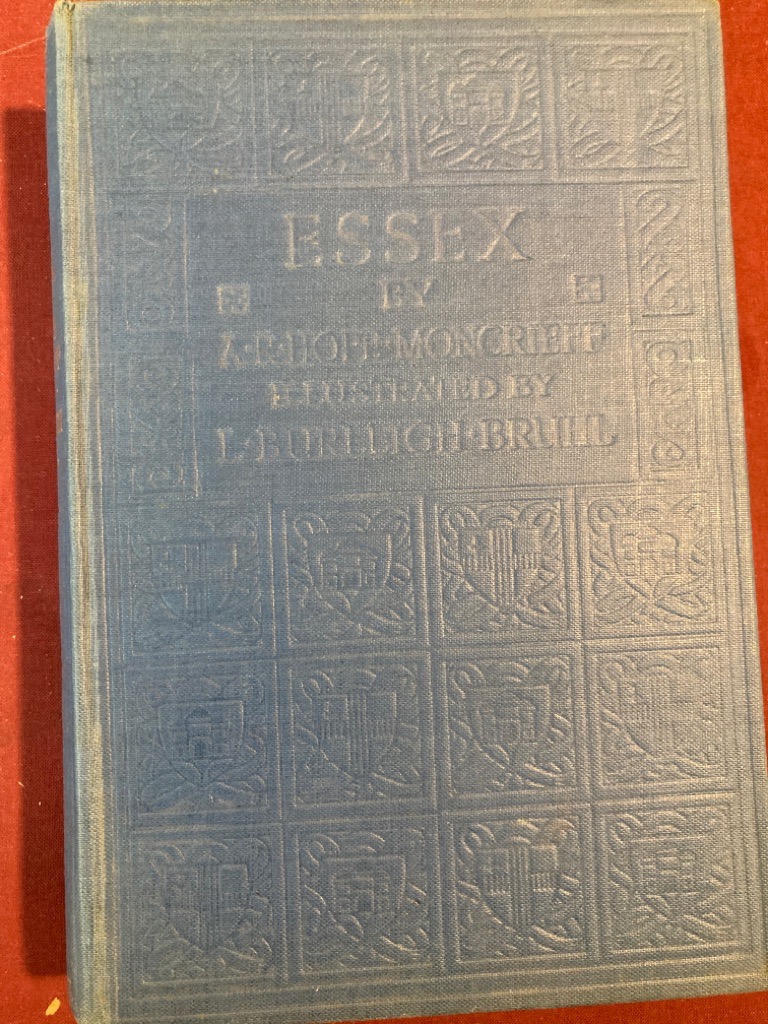 ESSEX
BY
A·R·HOPE·MONCRIEFF
ILLUSTRATED BY
L·BURLEIGH·BRUHL